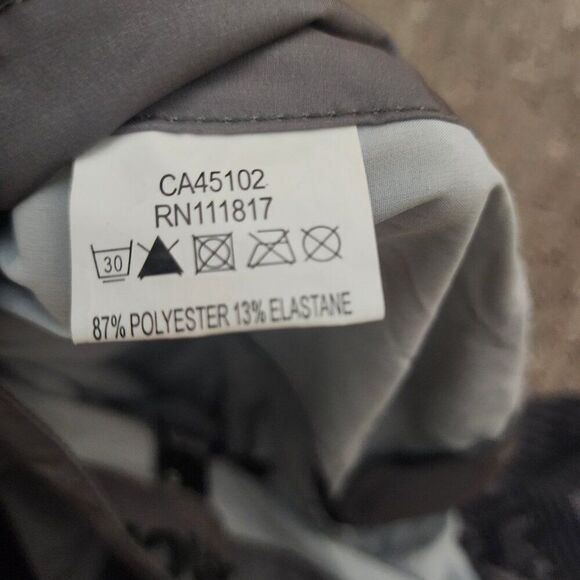 CA45102
RN111817
30
87% POLYESTER 13% ELASTANE